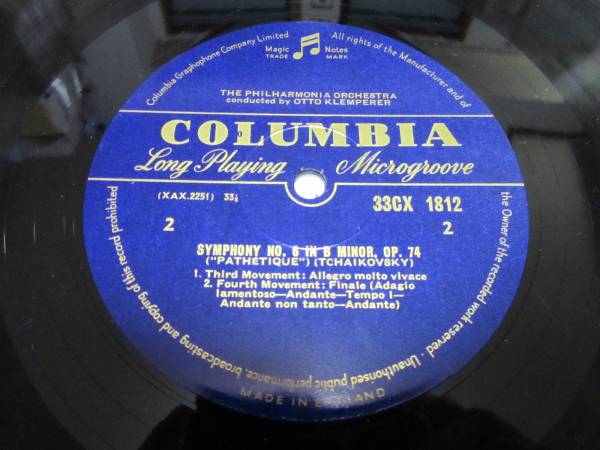 Columbia Graphophone Company Limited
Magic Notes
TRADE MARK
All rights of the Manufacturer and of
the Owner of the recorded work reserved.
Unauthorised public performance, broadcasting and copying of this record prohibited
THE PHILHARMONIA ORCHESTRA
conducted by OTTO KLEMPERER
COLUMBIA
Long Playing Microgroove
(XAX.2251) 33⅓
33CX 1812
2
2
SYMPHONY NO. 6 IN B MINOR, OP. 74
("PATHETIQUE") (TCHAIKOVSKY)
1. Third Movement: Allegro molto vivace
2. Fourth Movement: Finale (Adagio
lamentoso—Andante—Tempo I—
Andante non tanto—Andante)
MADE IN ENGLAND